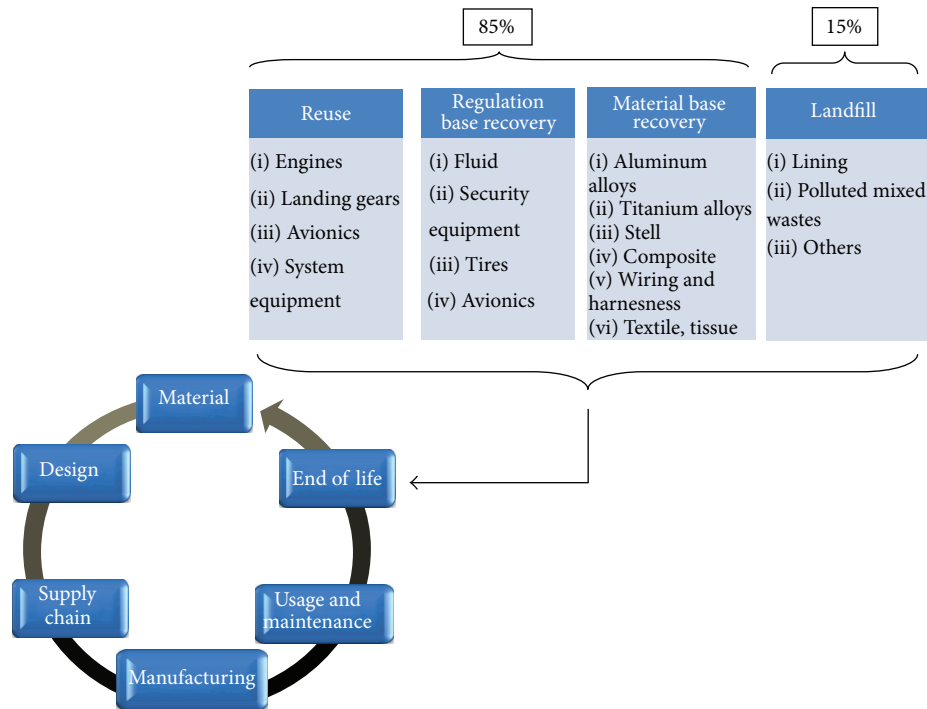 85%
15%
Reuse
(i) Engines
(ii) Landing gears
(iii) Avionics
(iv) System
equipment
Regulation
base recovery
(i) Fluid
(ii) Security
equipment
(iii) Tires
(iv) Avionics
Material base
recovery
(i) Aluminum
alloys
(ii) Titanium alloys
(iii) Stell
(iv) Composite
(v) Wiring and
harnesness
(vi) Textile, tissue
Landfill
(i) Lining
(ii) Polluted mixed
wastes
(iii) Others
Material
Design
End of life
Supply
chain
Usage and
maintenance
Manufacturing